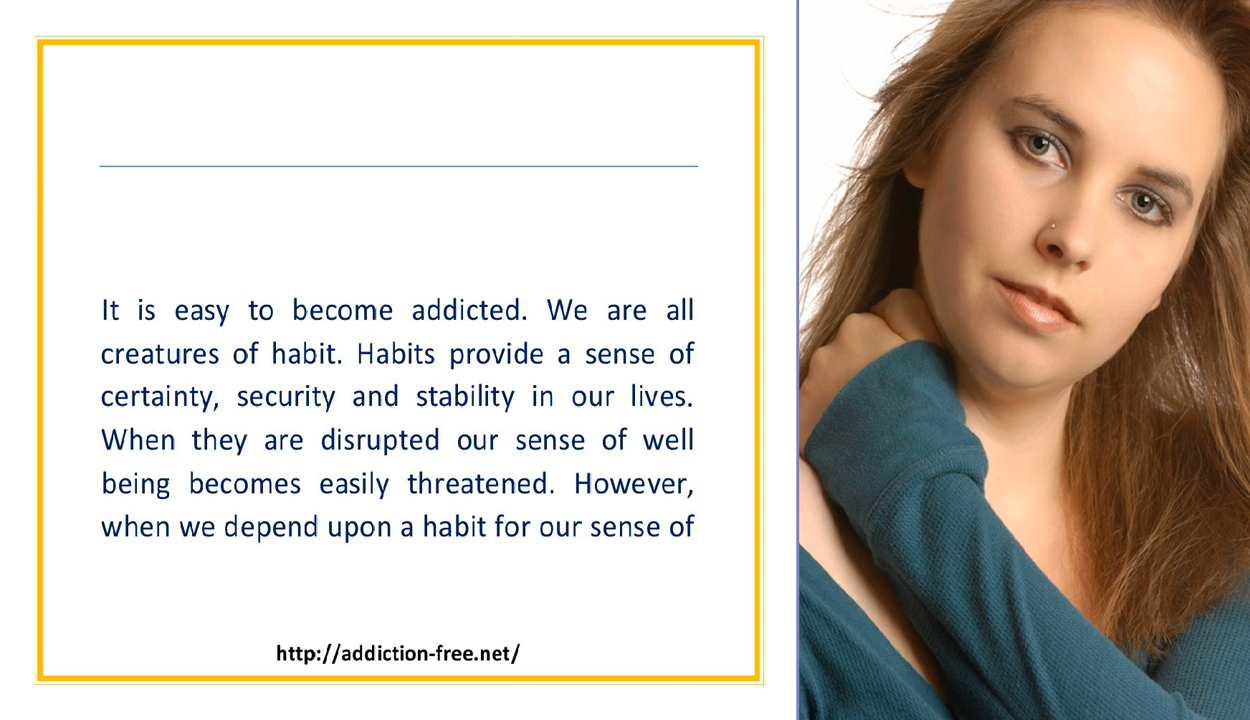 It is easy to become addicted. We are all
creatures of habit. Habits provide a sense of
certainty, security and stability in our lives.
When they are disrupted our sense of well
being becomes easily threatened. However,
when we depend upon a habit for our sense of
http://addiction-free.net/